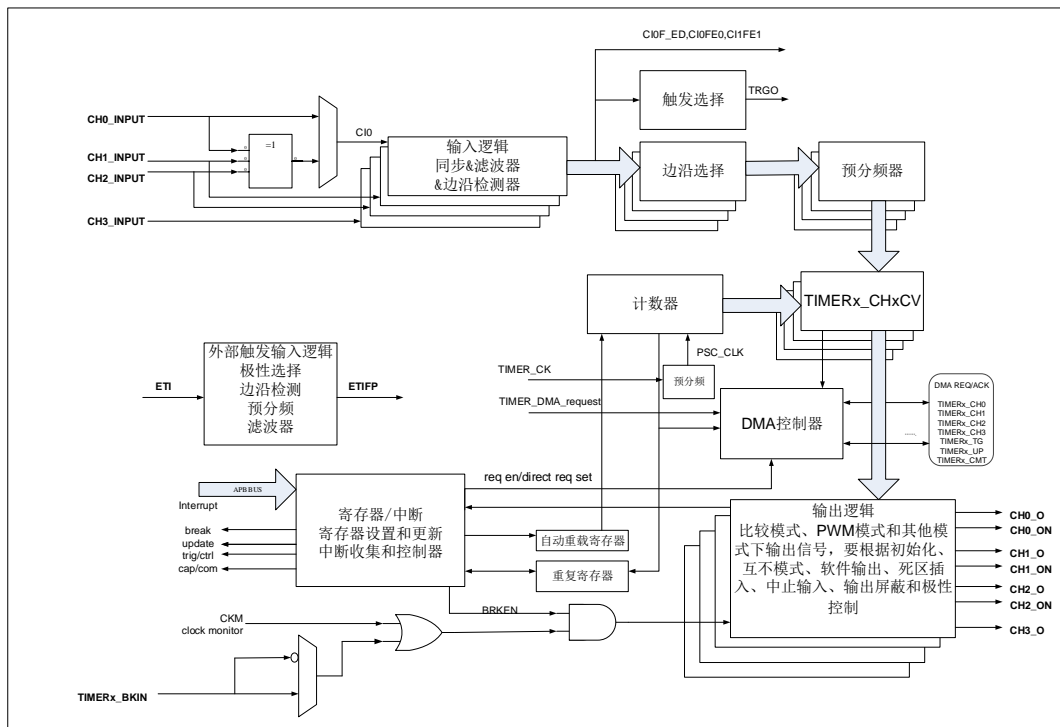 CI0F_ED,CI0FE0,CI1FE1
触发选择
TRGO
CH0_INPUT
CH1_INPUT
CH2_INPUT
CH3_INPUT
=1
CI0
输入逻辑
同步&滤波器
&边沿检测器
边沿选择
预分频器
计数器
TIMERx_CHxCV
PSC_CLK
TIMER_CK
预分频
TIMER_DMA_request
DMA控制器
DMA REQ/ACK
TIMERx_CH0
TIMERx_CH1
TIMERx_CH2
TIMERx_CH3
TIMERx_TG
TIMERx_UP
TIMERx_CMT
......
ETI
外部触发输入逻辑
极性选择
边沿检测
预分频
滤波器
ETIFP
APB BUS
Interrupt
break
update
trig/ctrl
cap/com
寄存器/中断
寄存器设置和更新
中断收集和控制器
req en/direct req set
自动重载寄存器
重复寄存器
输出逻辑
比较模式、PWM模式和其他模
式下输出信号，要根据初始化、
互不模式、软件输出、死区插
入、中止输入、输出屏蔽和极性
控制
CH0_O
CH0_ON
CH1_O
CH1_ON
CH2_O
CH2_ON
CH3_O
BRKEN
CKM
clock monitor
TIMERx_BKIN